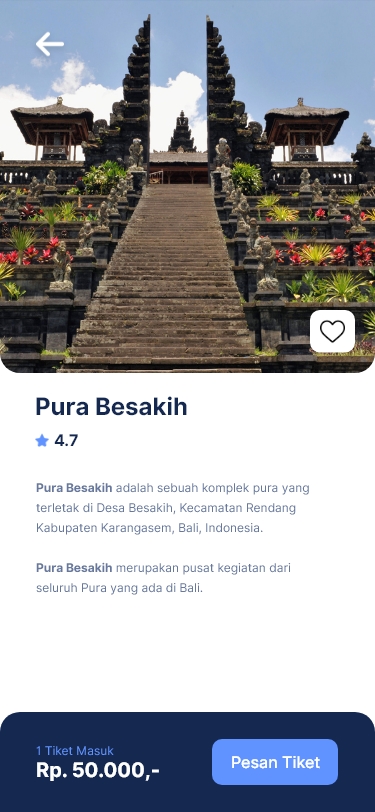 Pura Besakih
4.7
Pura Besakih adalah sebuah komplek pura yang
terletak di Desa Besakih, Kecamatan Rendang
Kabupaten Karangasem, Bali, Indonesia.
Pura Besakih merupakan pusat kegiatan dari
seluruh Pura yang ada di Bali.
1 Tiket Masuk
Rp. 50.000,-
Pesan Tiket